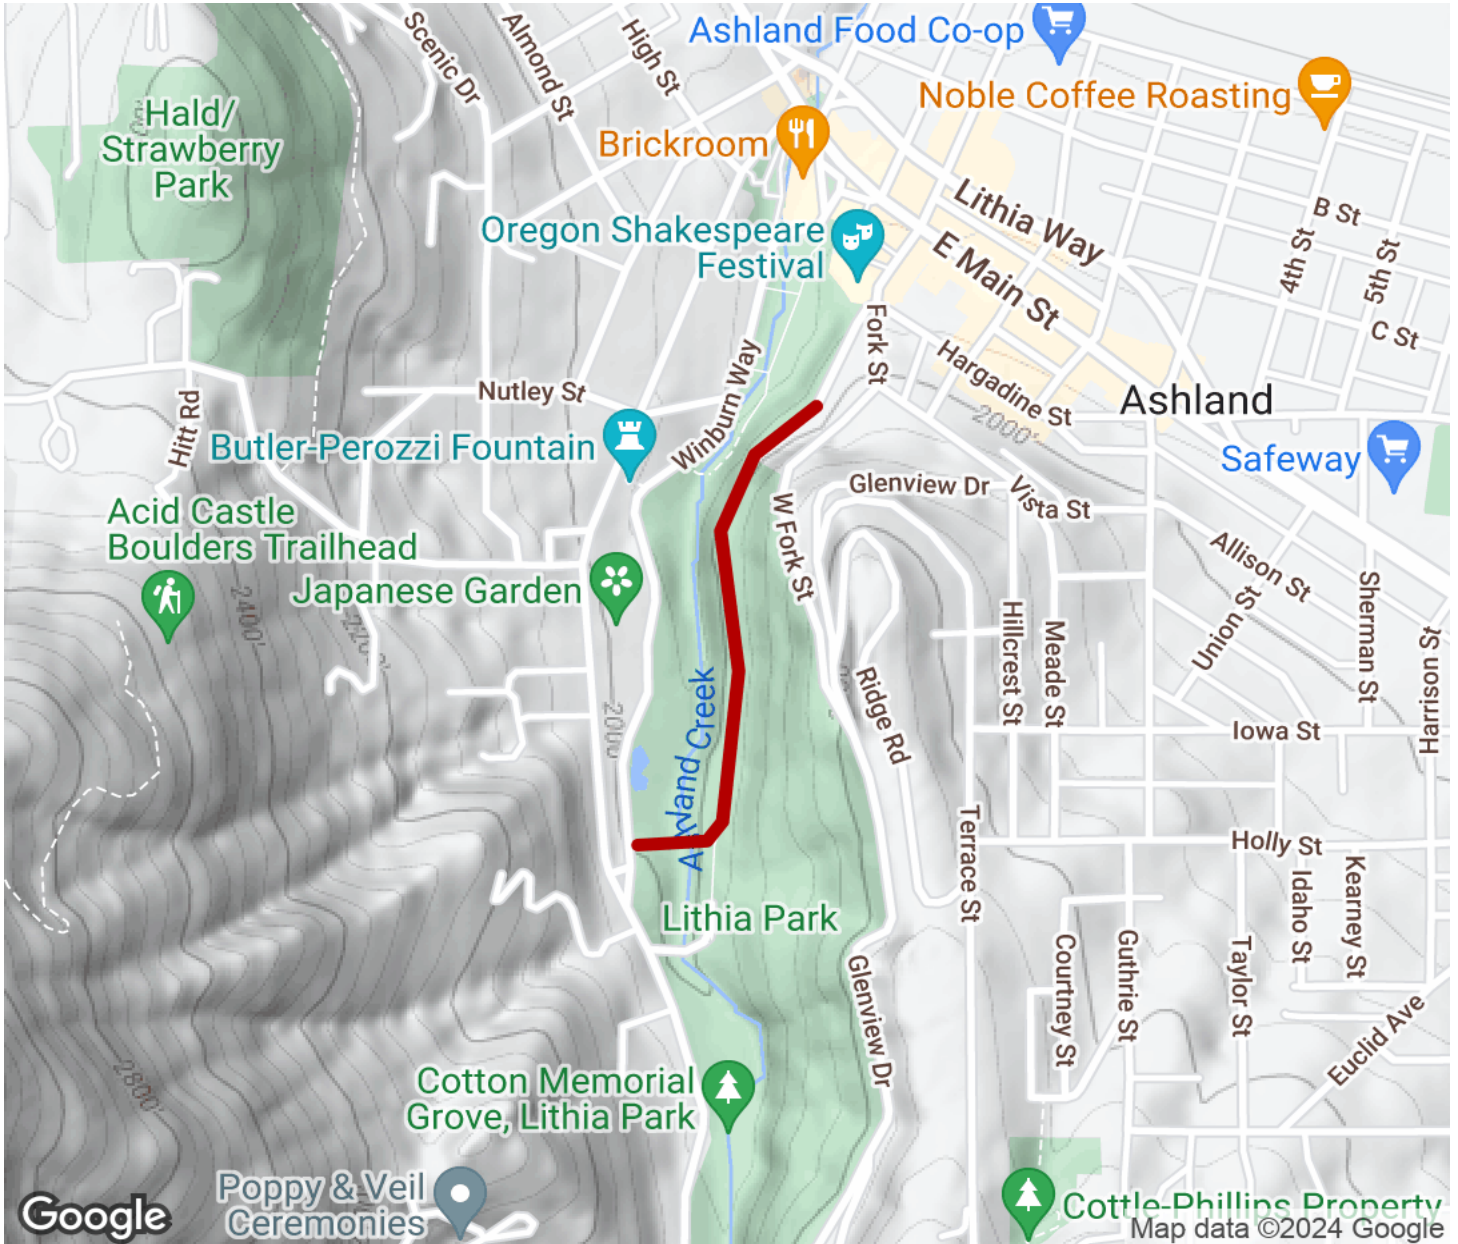 Ashland Food Co-op
Scenic Dr
Almond St
High St
Noble Coffee Roasting
Hald/
Strawberry
Park
Brickroom
Lithia Way
B St
Oregon Shakespeare
Festival
E Main St
4th St
5th St
Fork St
C St
Hargadine St
Winburn Way
Nutley St
Ashland
2000'
Hitt Rd
Butler-Perozzi Fountain
Safeway
Glenview Dr
Vista St
Acid Castle
Boulders Trailhead
W Fork St
Allison St
Japanese Garden
2400'
2200'
Hillcrest St
Meade St
Union St
Sherman St
Harrison St
Ashland Creek
Ridge Rd
2000'
Iowa St
Terrace St
Holly St
Idaho St
Kearney St
Lithia Park
Courtney St
Guthrie St
Taylor St
Glenview Dr
Euclid Ave
2800'
Cotton Memorial
Grove, Lithia Park
Poppy & Veil
Ceremonies
Cottle-Phillips Property
Google
Map data ©2024 Google